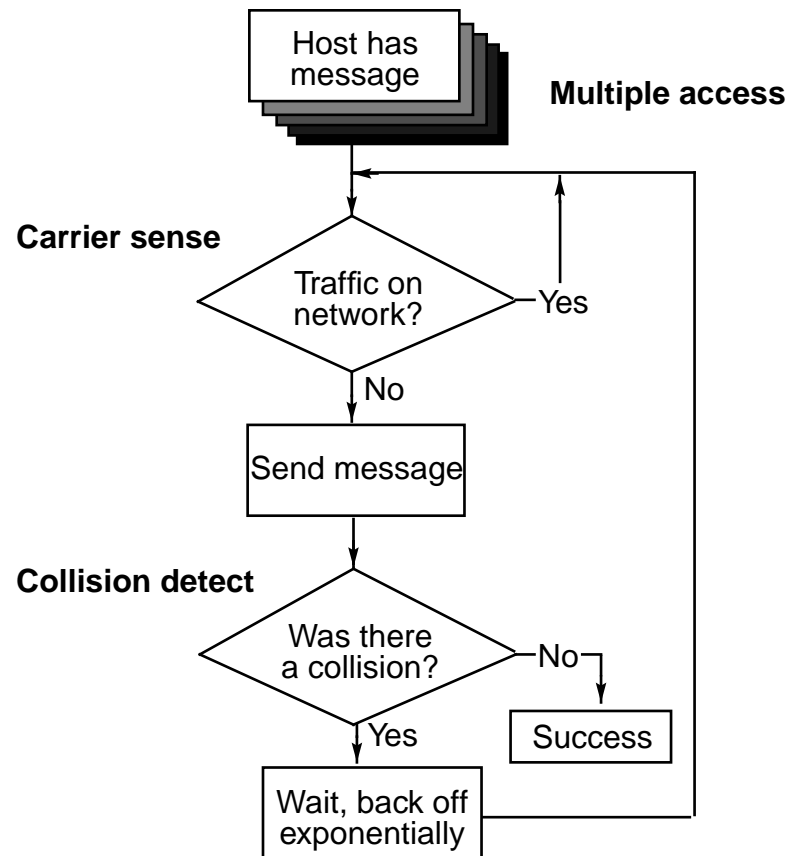 Host has
message
Multiple access
Carrier sense
Traffic on
network?
Yes
No
Send message
Collision detect
Was there
a collision?
No
Yes
Success
Wait, back off
exponentially